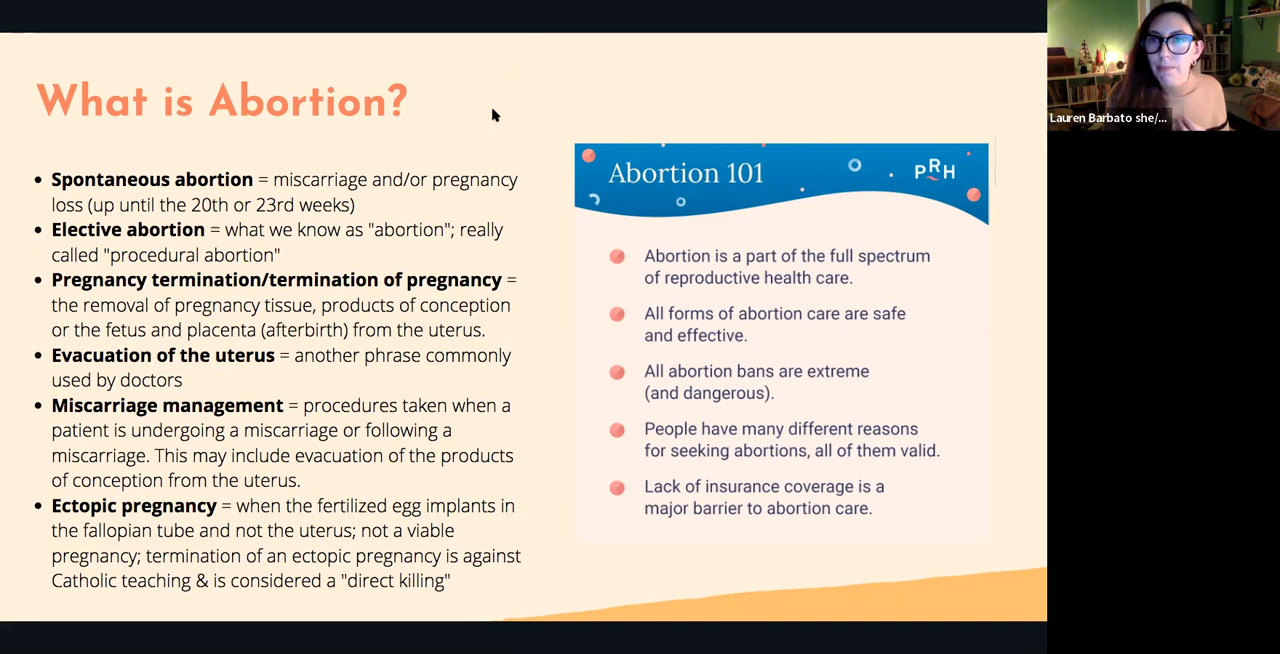 What is Abortion?
• Spontaneous abortion = miscarriage and/or pregnancy
loss (up until the 20th or 23rd weeks)
• Elective abortion = what we know as "abortion"; really
called "procedural abortion"
• Pregnancy termination/termination of pregnancy =
the removal of pregnancy tissue, products of conception
or the fetus and placenta (afterbirth) from the uterus.
• Evacuation of the uterus = another phrase commonly
used by doctors
• Miscarriage management = procedures taken when a
patient is undergoing a miscarriage or following a
miscarriage. This may include evacuation of the products
of conception from the uterus.
• Ectopic pregnancy = when the fertilized egg implants in
the fallopian tube and not the uterus; not a viable
pregnancy; termination of an ectopic pregnancy is against
Catholic teaching & is considered a "direct killing"
Abortion 101
PRH
Abortion is a part of the full spectrum
of reproductive health care.
All forms of abortion care are safe
and effective.
All abortion bans are extreme
(and dangerous).
People have many different reasons
for seeking abortions, all of them valid.
Lack of insurance coverage is a
major barrier to abortion care.
Lauren Barbato she/...